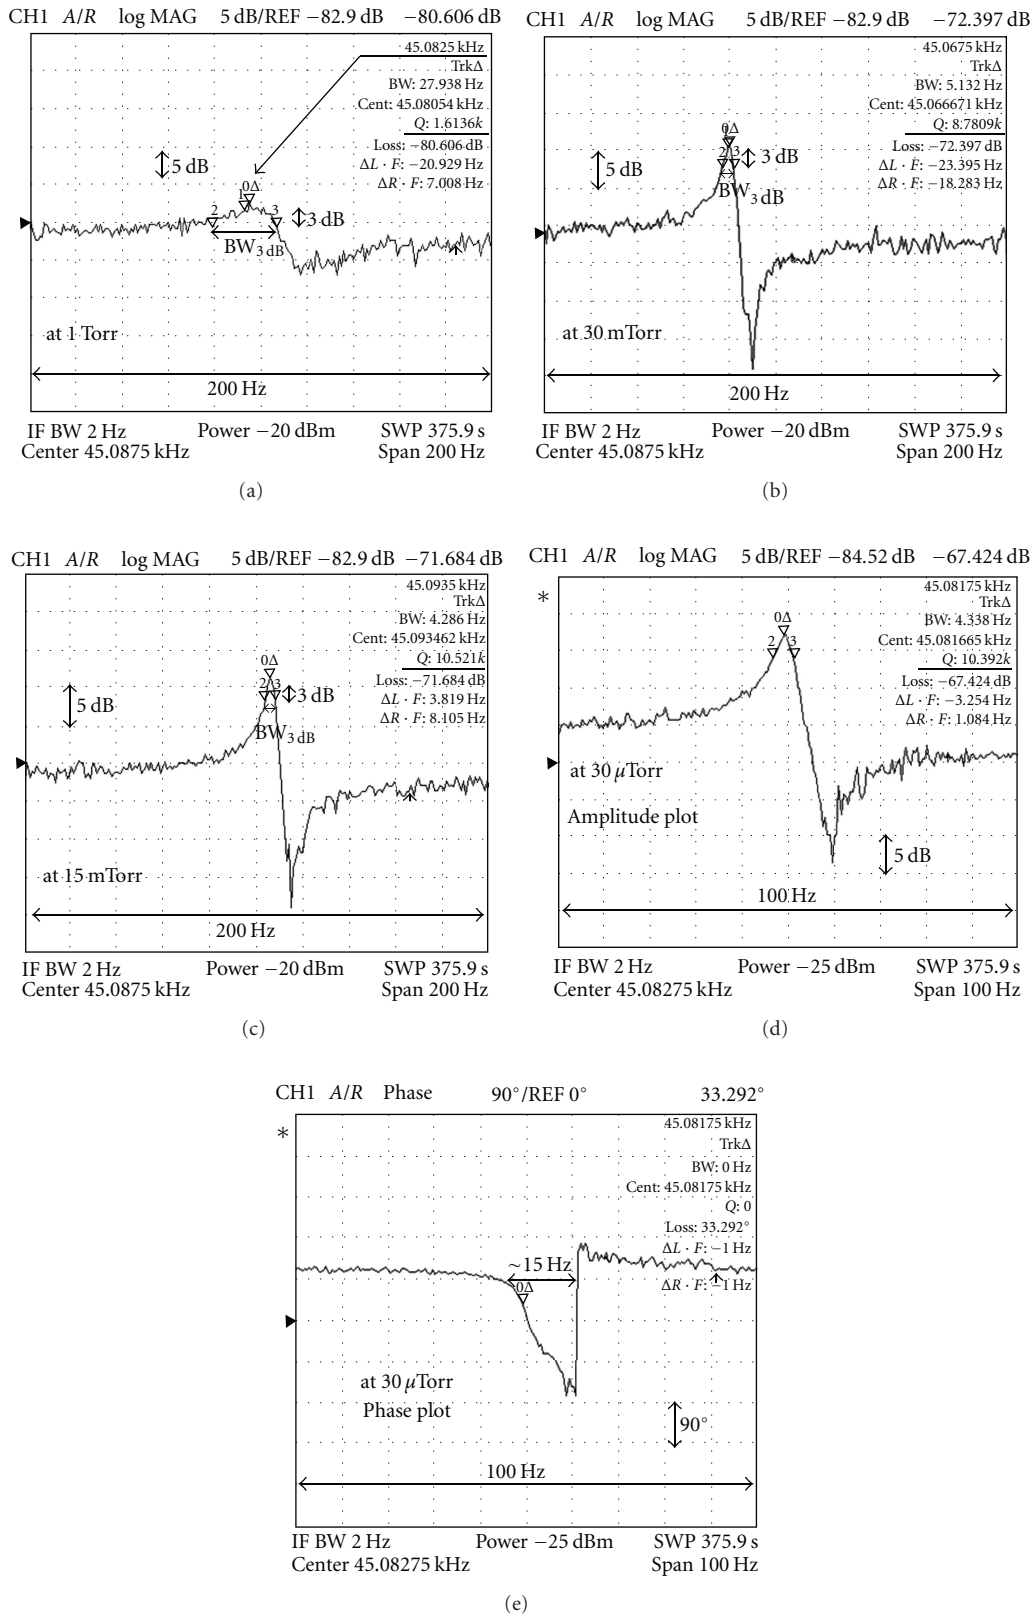 CH1 A/R log MAG 5 dB/REF −82.9 dB −80.606 dB
45.0825 kHz
TrkΔ
BW: 27.938 Hz
Cent: 45.08054 kHz
Q: 1.6136k
Loss: −80.606 dB
ΔL · F: −20.929 Hz
ΔR · F: 7.008 Hz
5 dB
0Δ
1
2
3
3 dB
BW3 dB
at 1 Torr
200 Hz
IF BW 2 Hz Power −20 dBm SWP 375.9 s
Center 45.0875 kHz Span 200 Hz
(a)
CH1 A/R log MAG 5 dB/REF −82.9 dB −72.397 dB
45.0675 kHz
TrkΔ
BW: 5.132 Hz
Cent: 45.066671 kHz
Q: 8.7809k
Loss: −72.397 dB
ΔL · F: −23.395 Hz
ΔR · F: −18.283 Hz
0Δ
2 3
3 dB
5 dB
BW3 dB
at 30 mTorr
200 Hz
IF BW 2 Hz Power −20 dBm SWP 375.9 s
Center 45.0875 kHz Span 200 Hz
(b)
CH1 A/R log MAG 5 dB/REF −82.9 dB −71.684 dB
45.0935 kHz
TrkΔ
BW: 4.286 Hz
Cent: 45.093462 kHz
Q: 10.521k
Loss: −71.684 dB
ΔL · F: 3.819 Hz
ΔR · F: 8.105 Hz
0Δ
2 3
3 dB
5 dB
BW3 dB
at 15 mTorr
200 Hz
IF BW 2 Hz Power −20 dBm SWP 375.9 s
Center 45.0875 kHz Span 200 Hz
(c)
CH1 A/R log MAG 5 dB/REF −84.52 dB −67.424 dB
*
45.08175 kHz
TrkΔ
BW: 4.338 Hz
Cent: 45.081665 kHz
Q: 10.392k
Loss: −67.424 dB
ΔL · F: −3.254 Hz
ΔR · F: 1.084 Hz
0Δ
2 3
at 30 μTorr
Amplitude plot
5 dB
100 Hz
IF BW 2 Hz Power −25 dBm SWP 375.9 s
Center 45.08275 kHz Span 100 Hz
(d)
CH1 A/R Phase 90°/REF 0° 33.292°
*
45.08175 kHz
TrkΔ
BW: 0 Hz
Cent: 45.08175 kHz
Q: 0
Loss: 33.292°
ΔL · F: −1 Hz
ΔR · F: −1 Hz
~15 Hz
0Δ
at 30 μTorr
Phase plot
90°
100 Hz
IF BW 2 Hz Power −25 dBm SWP 375.9 s
Center 45.08275 kHz Span 100 Hz
(e)